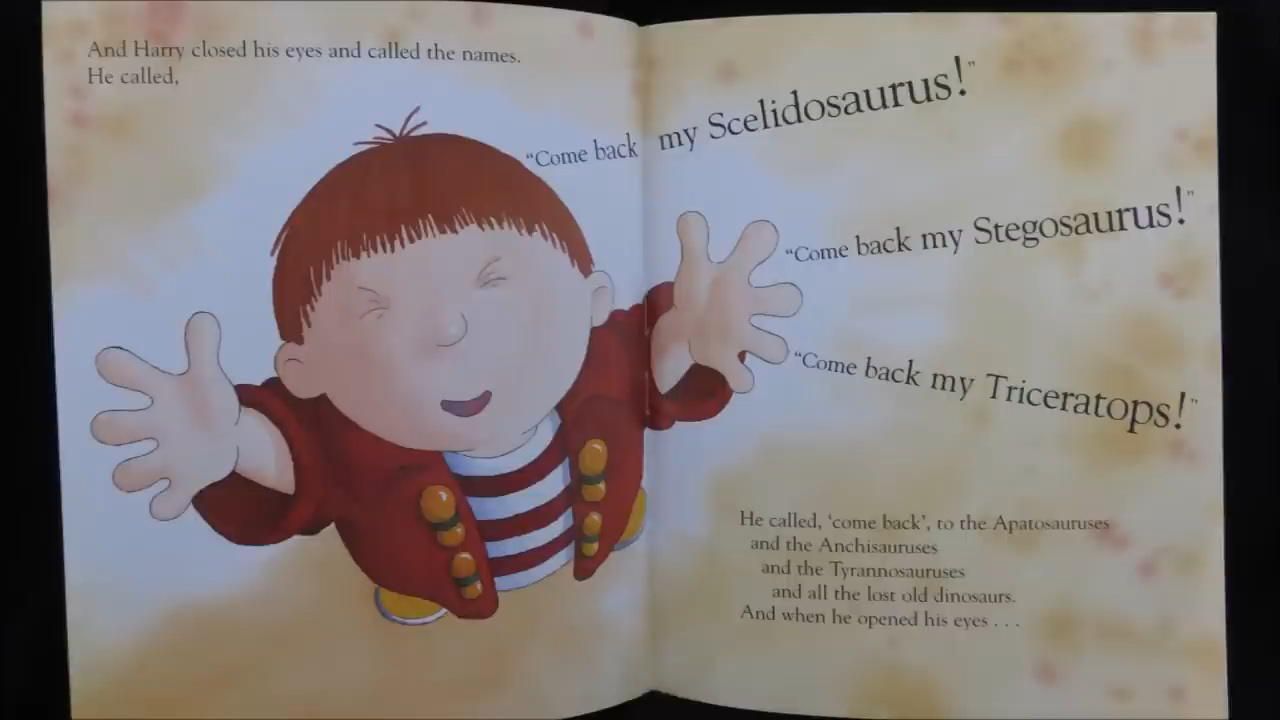 And Harry closed his eyes and called the names.
He called,
“Come back my Scelidosaurus!”
“Come back my Stegosaurus!”
“Come back my Triceratops!”
He called, ‘come back’, to the Apatosauruses
and the Anchisauruses
and the Tyrannosauruses
and all the lost old dinosaurs.
And when he opened his eyes . . .